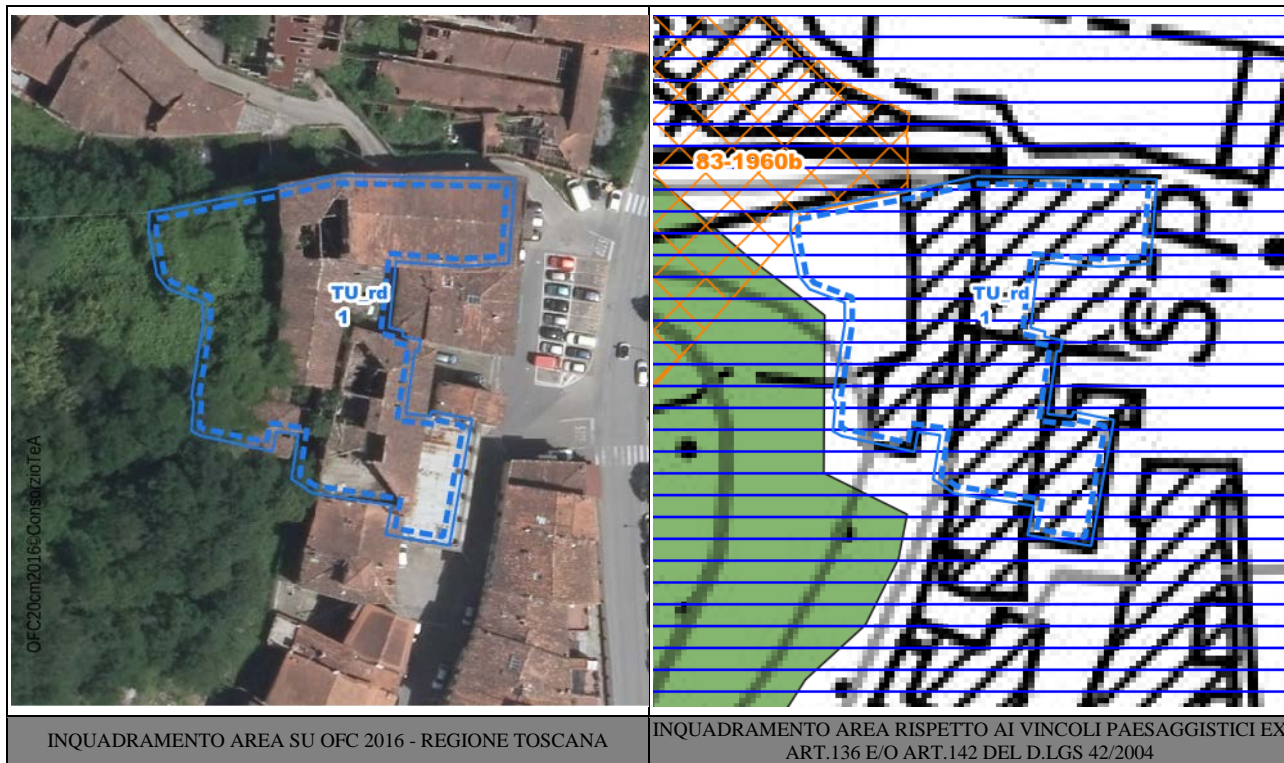 OFC20cm2016©ConsorzioTeA
TU_rd
1
83-1960b
TU_rd
1
S.P.
INQUADRAMENTO AREA SU OFC 2016 - REGIONE TOSCANA
INQUADRAMENTO AREA RISPETTO AI VINCOLI PAESAGGISTICI EX
ART.136 E/O ART.142 DEL D.LGS 42/2004